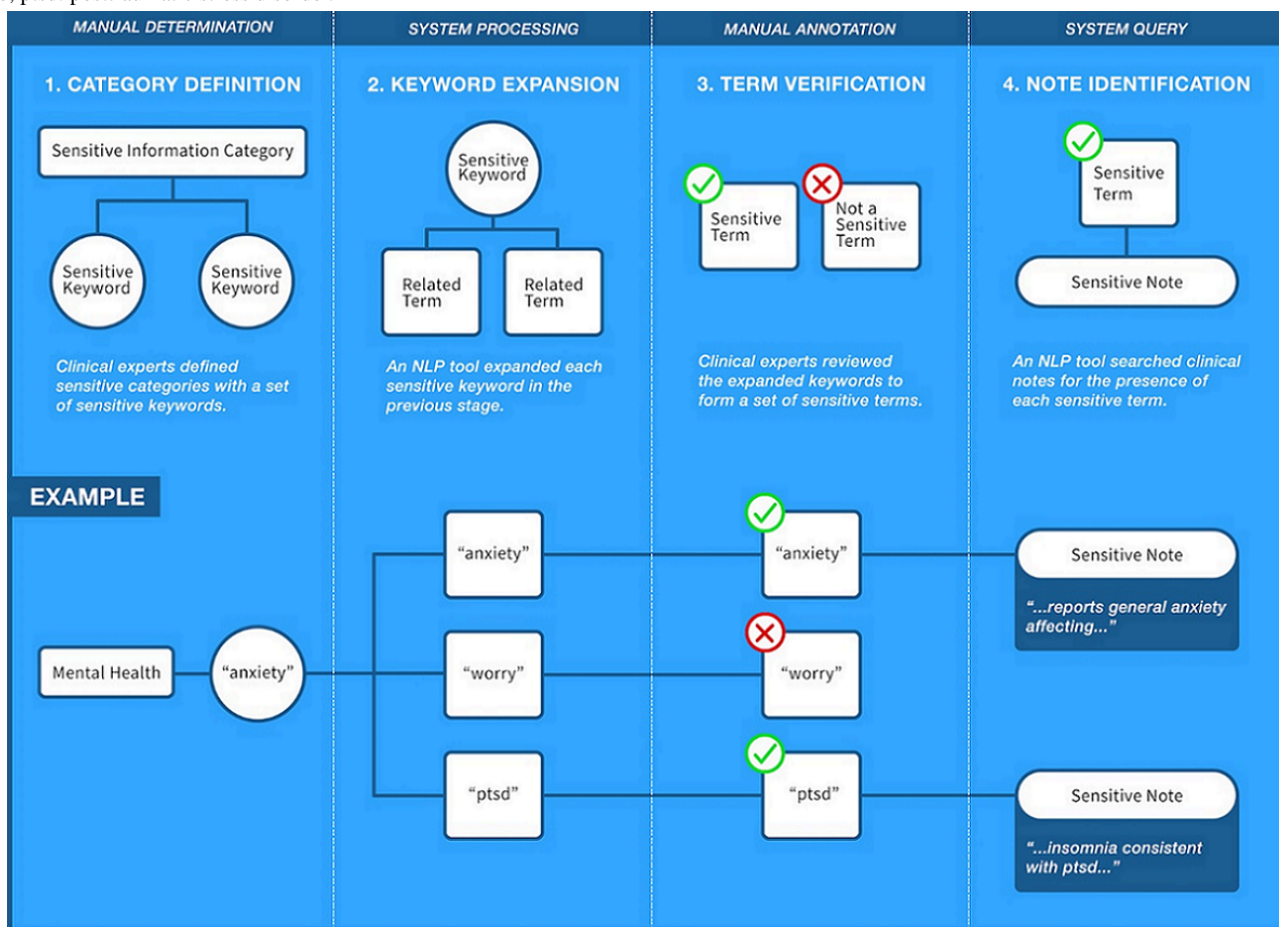 MANUAL DETERMINATION
SYSTEM PROCESSING
MANUAL ANNOTATION
SYSTEM QUERY
1. CATEGORY DEFINITION
2. KEYWORD EXPANSION
3. TERM VERIFICATION
4. NOTE IDENTIFICATION
Sensitive Information Category
Sensitive
Keyword
Sensitive
Keyword
Clinical experts defined
sensitive categories with a set
of sensitive keywords.
Sensitive
Keyword
Related
Term
Related
Term
An NLP tool expanded each
sensitive keyword in the
previous stage.
Sensitive
Term
Not a
Sensitive
Term
Clinical experts reviewed
the expanded keywords to
form a set of sensitive terms.
Sensitive
Term
Sensitive Note
An NLP tool searched clinical
notes for the presence of
each sensitive term.
EXAMPLE
Mental Health
“anxiety”
“anxiety”
“worry”
“ptsd”
“anxiety”
“worry”
“ptsd”
Sensitive Note
“...reports general anxiety
affecting...”
Sensitive Note
“...insomnia consistent
with ptsd...”